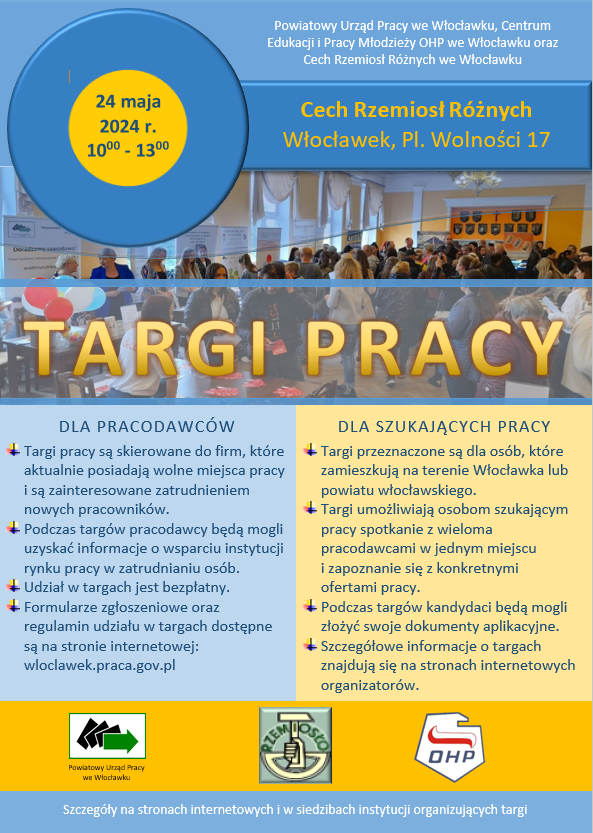 Powiatowy Urząd Pracy we Włocławku, Centrum
Edukacji i Pracy Młodzieży OHP we Włocławku oraz
Cech Rzemiosł Różnych we Włocławku
24 maja
2024 r.
10⁰⁰ - 13⁰⁰
Cech Rzemiosł Różnych
Włocławek, Pl. Wolności 17
TARGI PRACY
DLA PRACODAWCÓW
Targi pracy są skierowane do firm, które
aktualnie posiadają wolne miejsca pracy
i są zainteresowane zatrudnieniem
nowych pracowników.
Podczas targów pracodawcy będą mogli
uzyskać informacje o wsparciu instytucji
rynku pracy w zatrudnianiu osób.
Udział w targach jest bezpłatny.
Formularze zgłoszeniowe oraz
regulamin udziału w targach dostępne
są na stronie internetowej:
wloclawek.praca.gov.pl
DLA SZUKAJĄCYCH PRACY
Targi przeznaczone są dla osób, które
zamieszkują na terenie Włocławka lub
powiatu włocławskiego.
Targi umożliwiają osobom szukającym
pracy spotkanie z wieloma
pracodawcami w jednym miejscu
i zapoznanie się z konkretnymi
ofertami pracy.
Podczas targów kandydaci będą mogli
złożyć swoje dokumenty aplikacyjne.
Szczegółowe informacje o targach
znajdują się na stronach internetowych
organizatorów.
Powiatowy Urząd Pracy
we Włocławku
RZEMIOSŁO
OHP
Szczegóły na stronach internetowych i w siedzibach instytucji organizujących targi